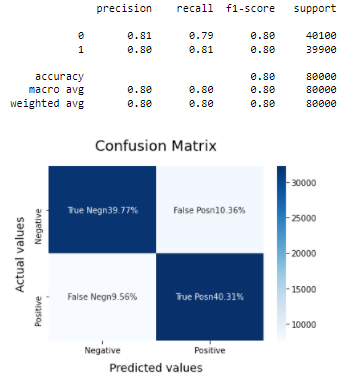 precision recall f1-score support
0 0.81 0.79 0.80 40100
1 0.80 0.81 0.80 39900
accuracy 0.80 80000
macro avg 0.80 0.80 0.80 80000
weighted avg 0.80 0.80 0.80 80000
Confusion Matrix
Actual values
Negative
True Negn39.77% False Posn10.36%
Positive
False Negn9.56% True Posn40.31%
30000
25000
20000
15000
10000
Negative Positive
Predicted values